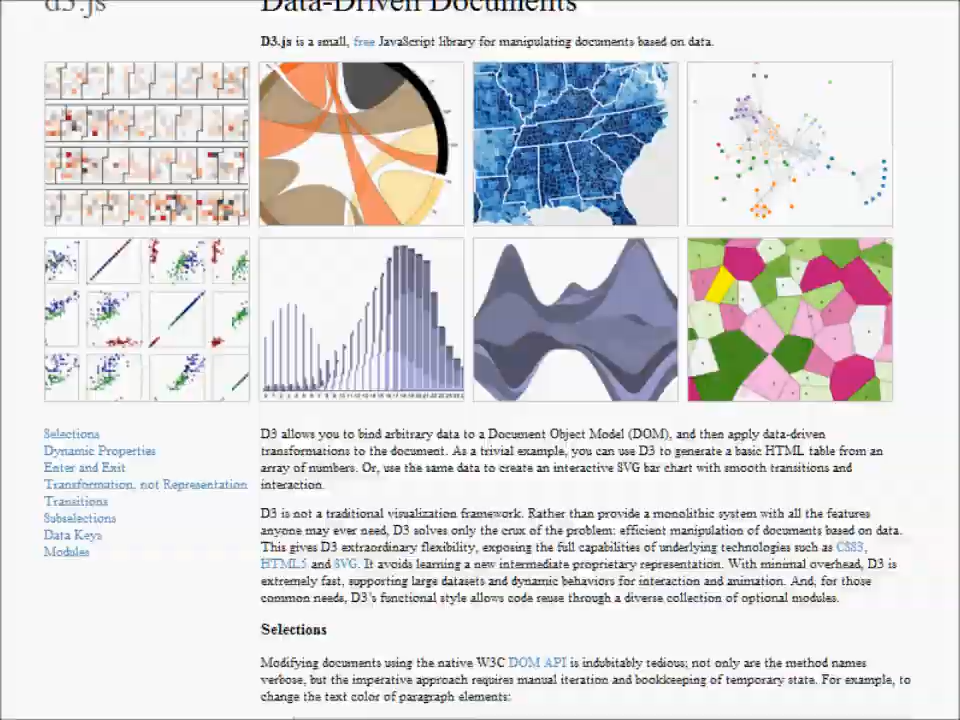 d3.js
Data-Driven Documents
D3.js is a small, free JavaScript library for manipulating documents based on data.
Selections
Dynamic Properties
Enter and Exit
Transformation, not Representation
Transitions
Subselections
Data Keys
Modules
D3 allows you to bind arbitrary data to a Document Object Model (DOM), and then apply data-driven
transformations to the document. As a trivial example, you can use D3 to generate a basic HTML table from an
array of numbers. Or, use the same data to create an interactive SVG bar chart with smooth transitions and
interaction.
D3 is not a traditional visualization framework. Rather than provide a monolithic system with all the features
anyone may ever need, D3 solves only the crux of the problem: efficient manipulation of documents based on data.
This gives D3 extraordinary flexibility, exposing the full capabilities of underlying technologies such as CSS3,
HTML5 and SVG. It avoids learning a new intermediate proprietary representation. With minimal overhead, D3 is
extremely fast, supporting large datasets and dynamic behaviors for interaction and animation. And, for those
common needs, D3's functional style allows code reuse through a diverse collection of optional modules.
Selections
Modifying documents using the native W3C DOM API is indubitably tedious; not only are the method names
verbose, but the imperative approach requires manual iteration and bookkeeping of temporary state. For example, to
change the text color of paragraph elements: